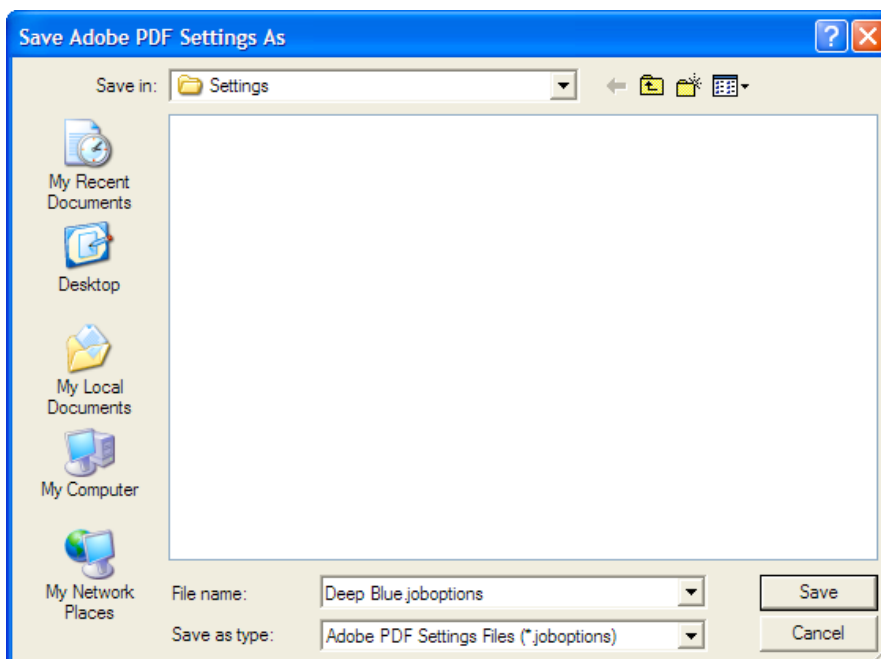 Save Adobe PDF Settings As
Save in: Settings
My Recent
Documents
Desktop
My Local
Documents
My Computer
My Network
Places
File name: Deep Blue.joboptions Save
Save as type: Adobe PDF Settings Files (*.joboptions) Cancel